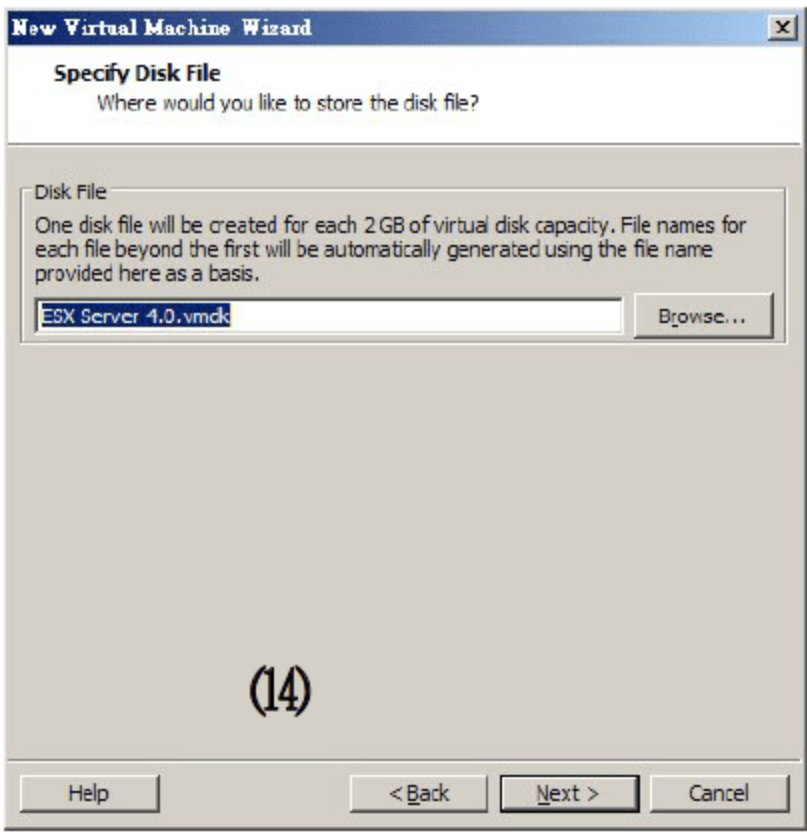 New Virtual Machine Wizard
Specify Disk File
Where would you like to store the disk file?
Disk File
One disk file will be created for each 2 GB of virtual disk capacity. File names for
each file beyond the first will be automatically generated using the file name
provided here as a basis.
ESX Server 4.0.vmdk
Browse...
(14)
Help
< Back
Next >
Cancel